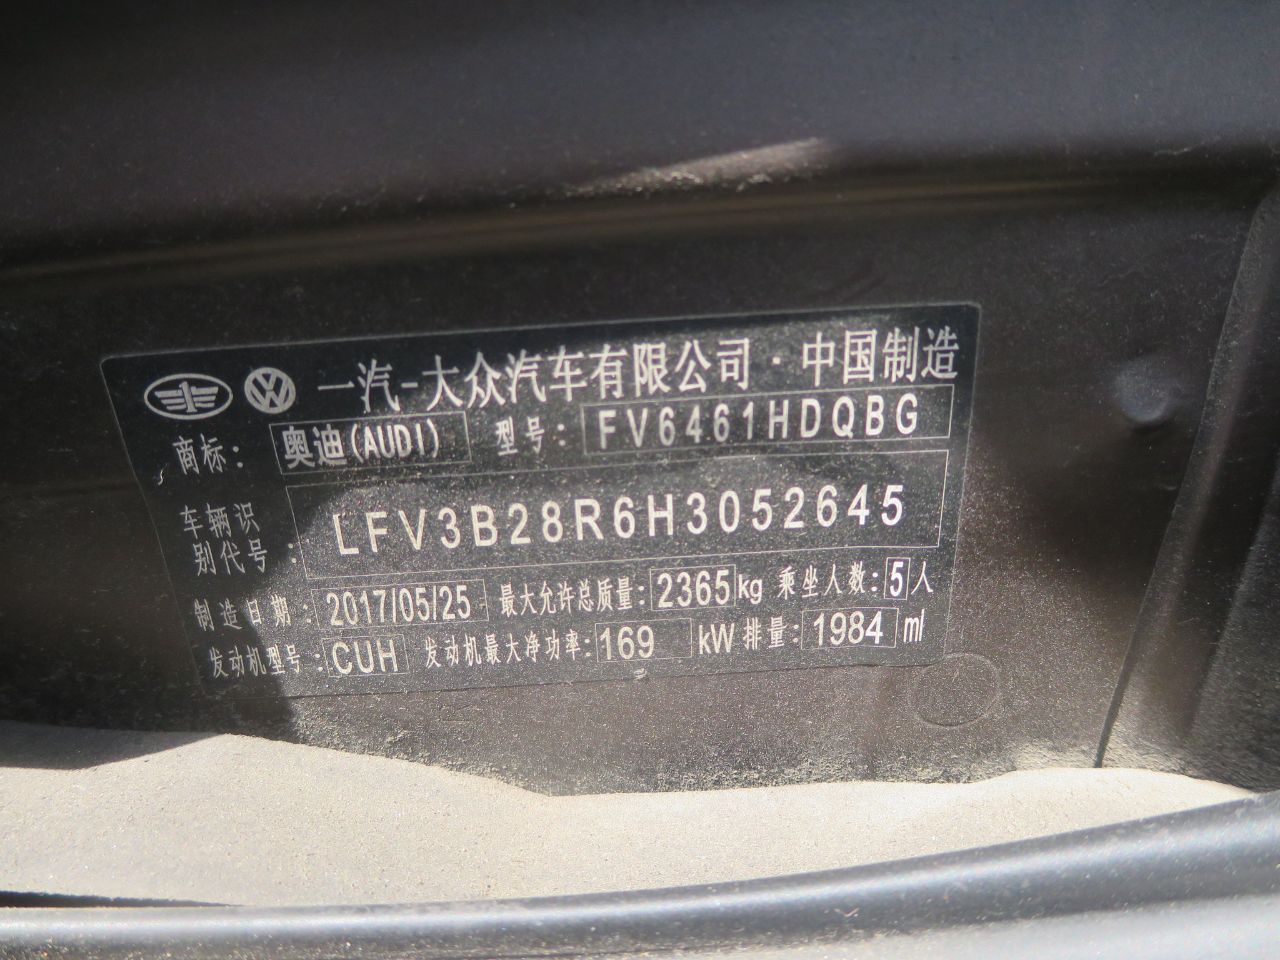 一汽-大众汽车有限公司·中国制造
商标: 奥迪(AUDI) 型号: FV6461HDQBG
车辆识
别代号: LFV3B28R6H3052645
制造日期: 2017/05/25 最大允许总质量: 2365kg 乘坐人数: 5人
发动机型号: CUH 发动机最大净功率: 169 kW 排量: 1984 ml